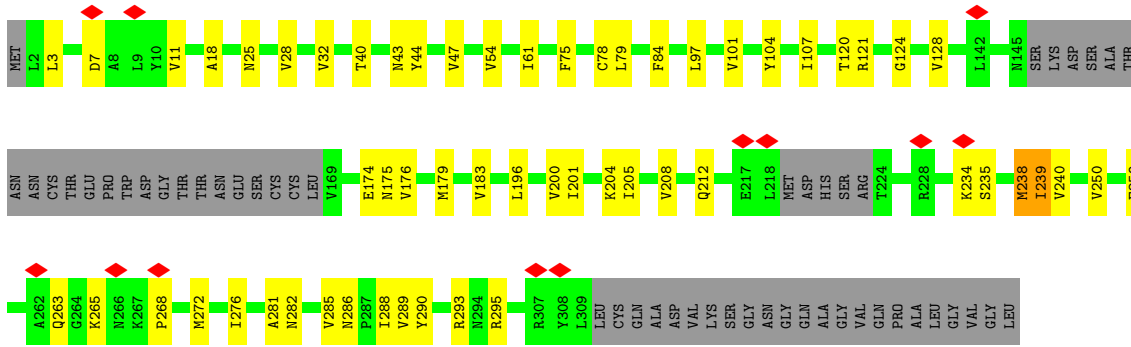 MET L2 L3 D7 A8 L9 Y10 V11 A18 N25 V28 V32 T40 N43 Y44 V47 V54 I61 F75 C78 L79 F84 L97 V101 Y104 I107 T120 R121 G124 V128 L142 N145 SER LYS ASP SER ALA THR
ASN ASN CYS THR GLU PRO TRP ASP GLY THR THR ASN GLU SER CYS CYS LEU V169 E174 N175 V176 M179 V183 L196 V200 I201 K204 I205 V208 Q212 E217 L218 MET ASP HIS SER ARG T224 R228 K234 S235 M238 I239 V240 V250
A262 Q263 G264 K265 N266 K267 P268 M272 I276 A281 N282 V285 N286 P287 I288 V289 Y290 R293 N294 R295 R307 Y308 L309 LEU CYS GLN ALA ASP VAL LYS SER GLY ASN GLY GLN ALA GLY VAL GLN PRO ALA LEU GLY VAL GLY LEU